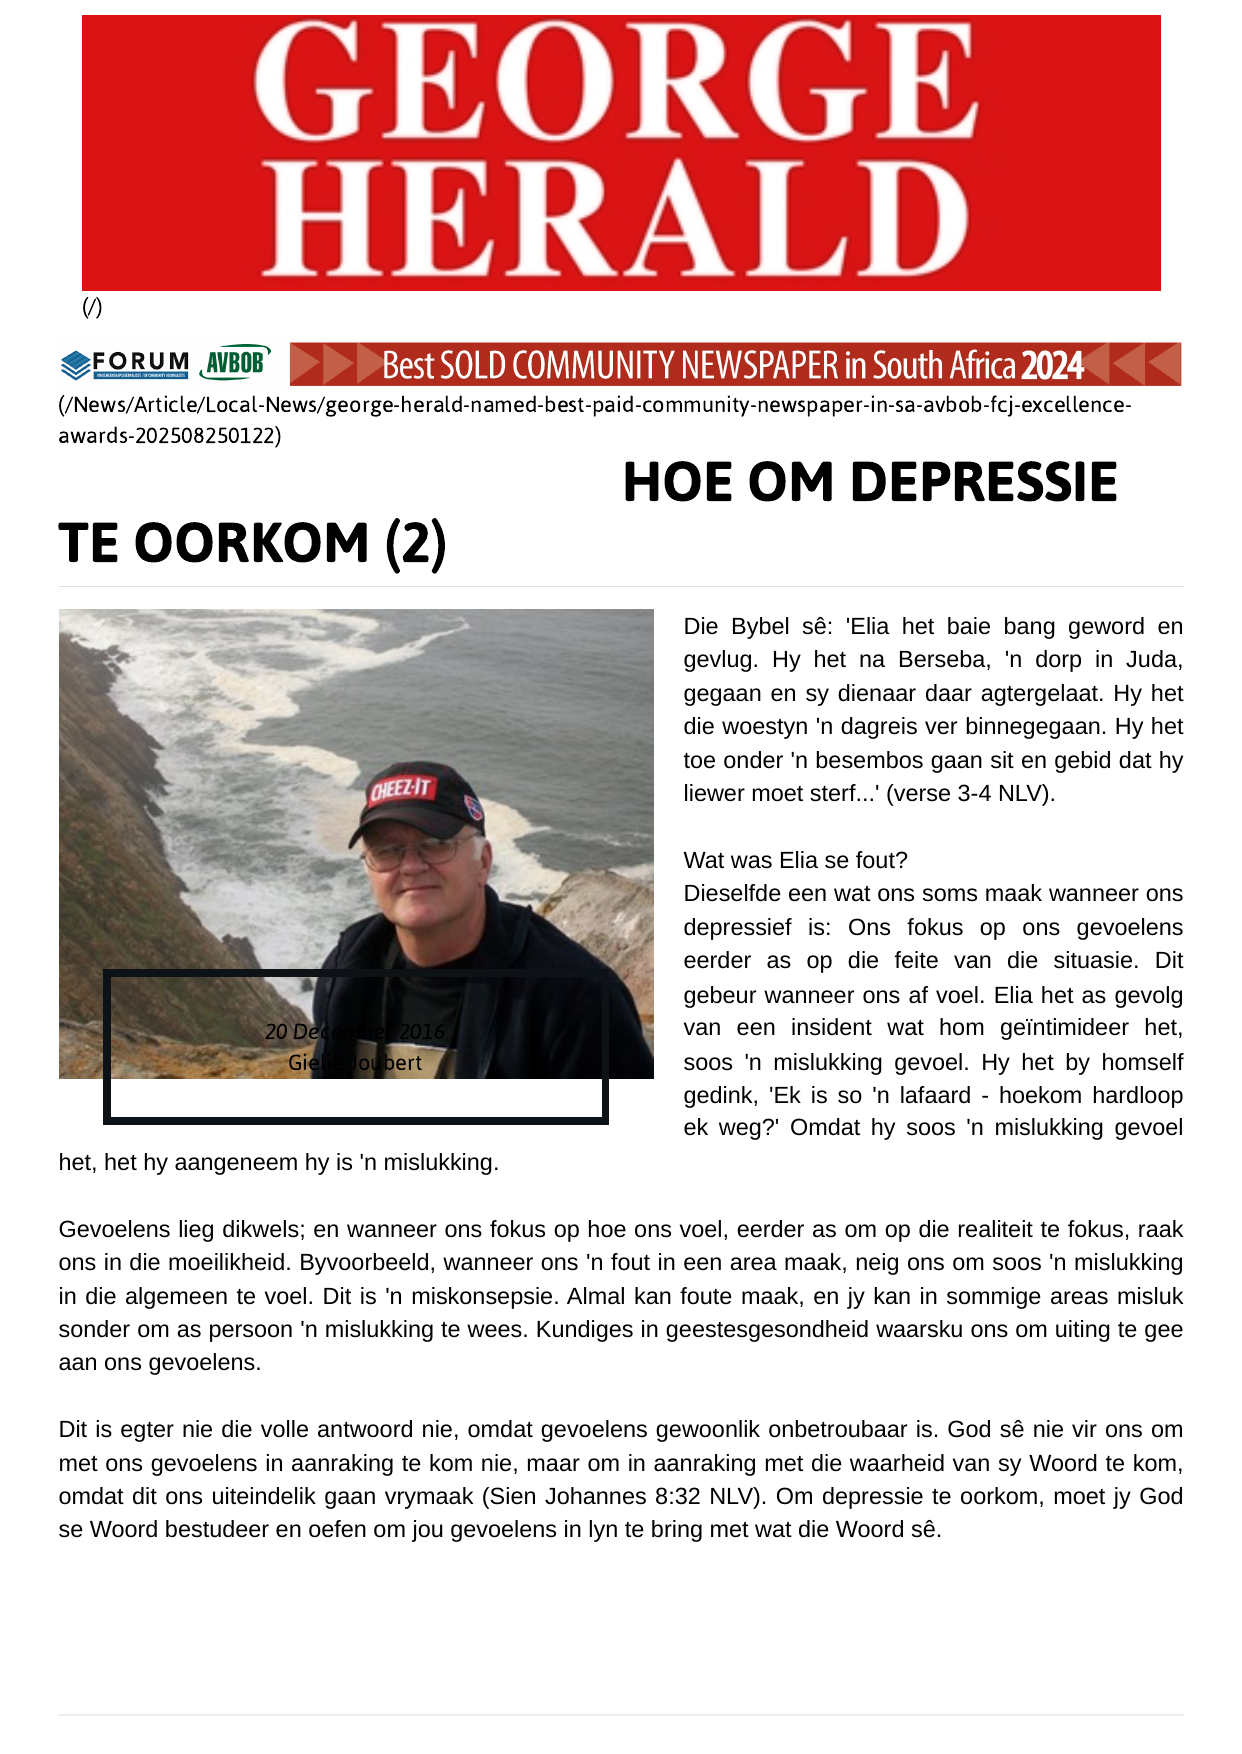 GEORGE
HERALD
(/)
FORUM AVBOB Best SOLD COMMUNITY NEWSPAPER in South Africa 2024
(/News/Article/Local-News/george-herald-named-best-paid-community-newspaper-in-sa-avbob-fcj-excellence-
awards-202508250122)
HOE OM DEPRESSIE
TE OORKOM (2)
CHEEZ-IT
20 December 2016
Gielie Joubert
Die Bybel sê: 'Elia het baie bang geword en
gevlug. Hy het na Berseba, 'n dorp in Juda,
gegaan en sy dienaar daar agtergelaat. Hy het
die woestyn 'n dagreis ver binnegegaan. Hy het
toe onder 'n besembos gaan sit en gebid dat hy
liewer moet sterf...' (verse 3-4 NLV).
Wat was Elia se fout?
Dieselfde een wat ons soms maak wanneer ons
depressief is: Ons fokus op ons gevoelens
eerder as op die feite van die situasie. Dit
gebeur wanneer ons af voel. Elia het as gevolg
van een insident wat hom geïntimideer het,
soos 'n mislukking gevoel. Hy het by homself
gedink, 'Ek is so 'n lafaard - hoekom hardloop
ek weg?' Omdat hy soos 'n mislukking gevoel
het, het hy aangeneem hy is 'n mislukking.
Gevoelens lieg dikwels; en wanneer ons fokus op hoe ons voel, eerder as om op die realiteit te fokus, raak
ons in die moeilikheid. Byvoorbeeld, wanneer ons 'n fout in een area maak, neig ons om soos 'n mislukking
in die algemeen te voel. Dit is 'n miskonsepsie. Almal kan foute maak, en jy kan in sommige areas misluk
sonder om as persoon 'n mislukking te wees. Kundiges in geestesgesondheid waarsku ons om uiting te gee
aan ons gevoelens.
Dit is egter nie die volle antwoord nie, omdat gevoelens gewoonlik onbetroubaar is. God sê nie vir ons om
met ons gevoelens in aanraking te kom nie, maar om in aanraking met die waarheid van sy Woord te kom,
omdat dit ons uiteindelik gaan vrymaak (Sien Johannes 8:32 NLV). Om depressie te oorkom, moet jy God
se Woord bestudeer en oefen om jou gevoelens in lyn te bring met wat die Woord sê.